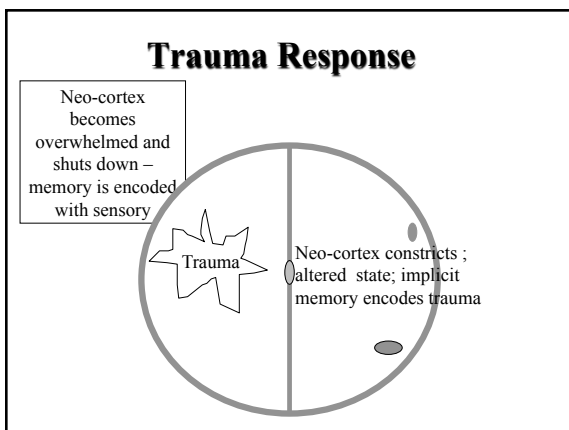 Trauma Response
Neo-cortex
becomes
overwhelmed and
shuts down –
memory is encoded
with sensory
Trauma
Neo-cortex constricts ;
altered state; implicit
memory encodes trauma